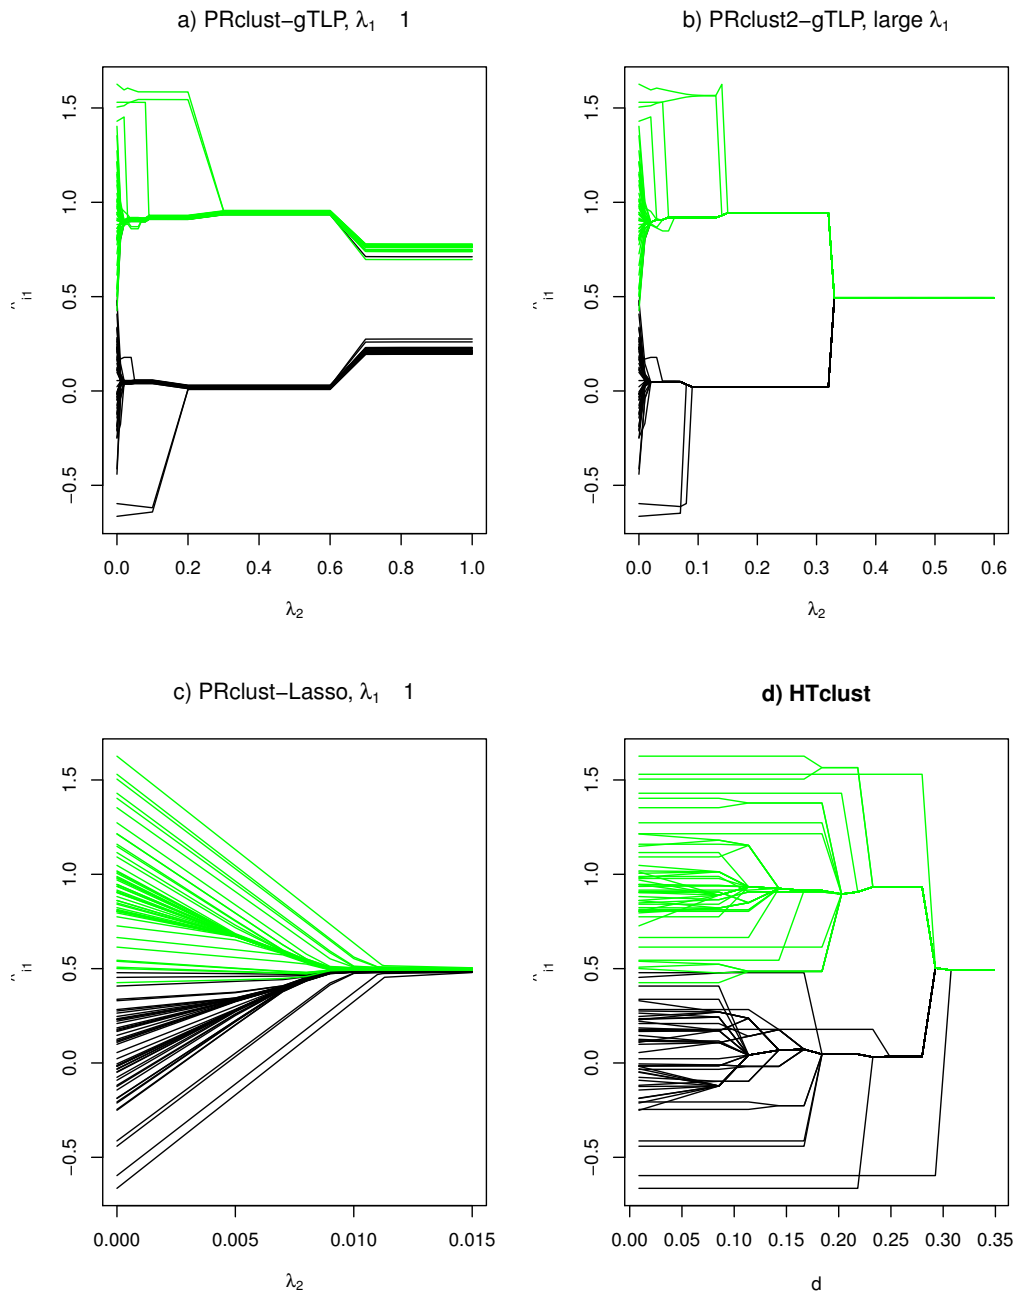 a) PRclust−gTLP, λ1 1
1.5
1.0
0.5
0.0
−0.5
^i1
0.0 0.2 0.4 0.6 0.8 1.0
λ2
b) PRclust2−gTLP, large λ1
1.5
1.0
0.5
0.0
−0.5
^i1
0.0 0.1 0.2 0.3 0.4 0.5 0.6
λ2
c) PRclust−Lasso, λ1 1
1.5
1.0
0.5
0.0
−0.5
^i1
0.000 0.005 0.010 0.015
λ2
d) HTclust
1.5
1.0
0.5
0.0
−0.5
^i1
0.00 0.05 0.10 0.15 0.20 0.25 0.30 0.35
d